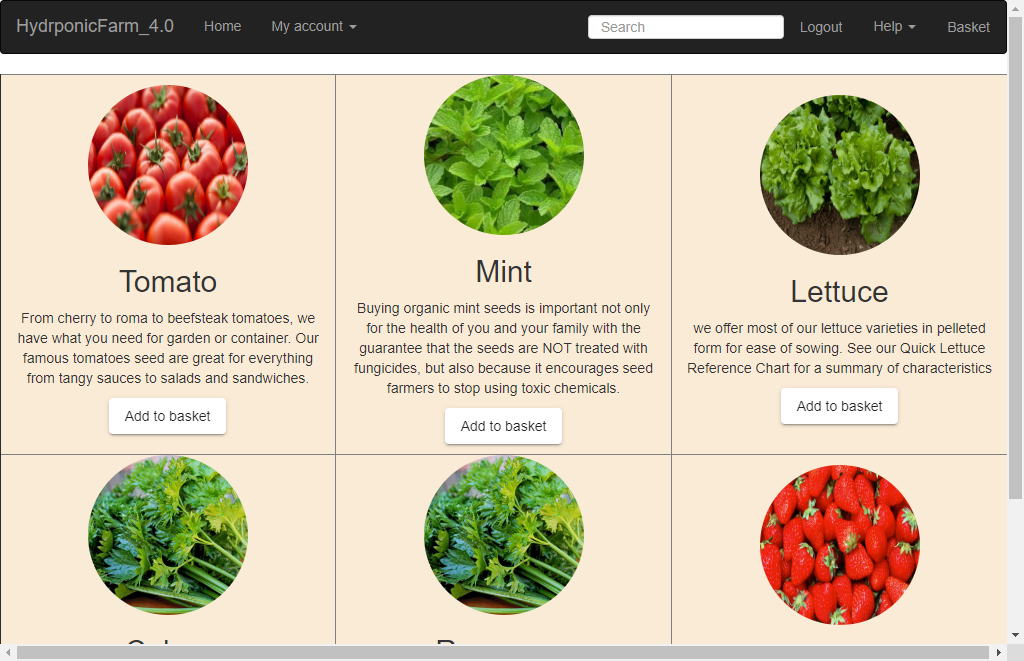 HydrponicFarm_4.0 Home My account Search Logout Help Basket
Tomato
From cherry to roma to beefsteak tomatoes, we
have what you need for garden or container. Our
famous tomatoes seed are great for everything
from tangy sauces to salads and sandwiches.
Add to basket
Mint
Buying organic mint seeds is important not only
for the health of you and your family with the
guarantee that the seeds are NOT treated with
fungicides, but also because it encourages seed
farmers to stop using toxic chemicals.
Add to basket
Lettuce
we offer most of our lettuce varieties in pelleted
form for ease of sowing. See our Quick Lettuce
Reference Chart for a summary of characteristics
Add to basket